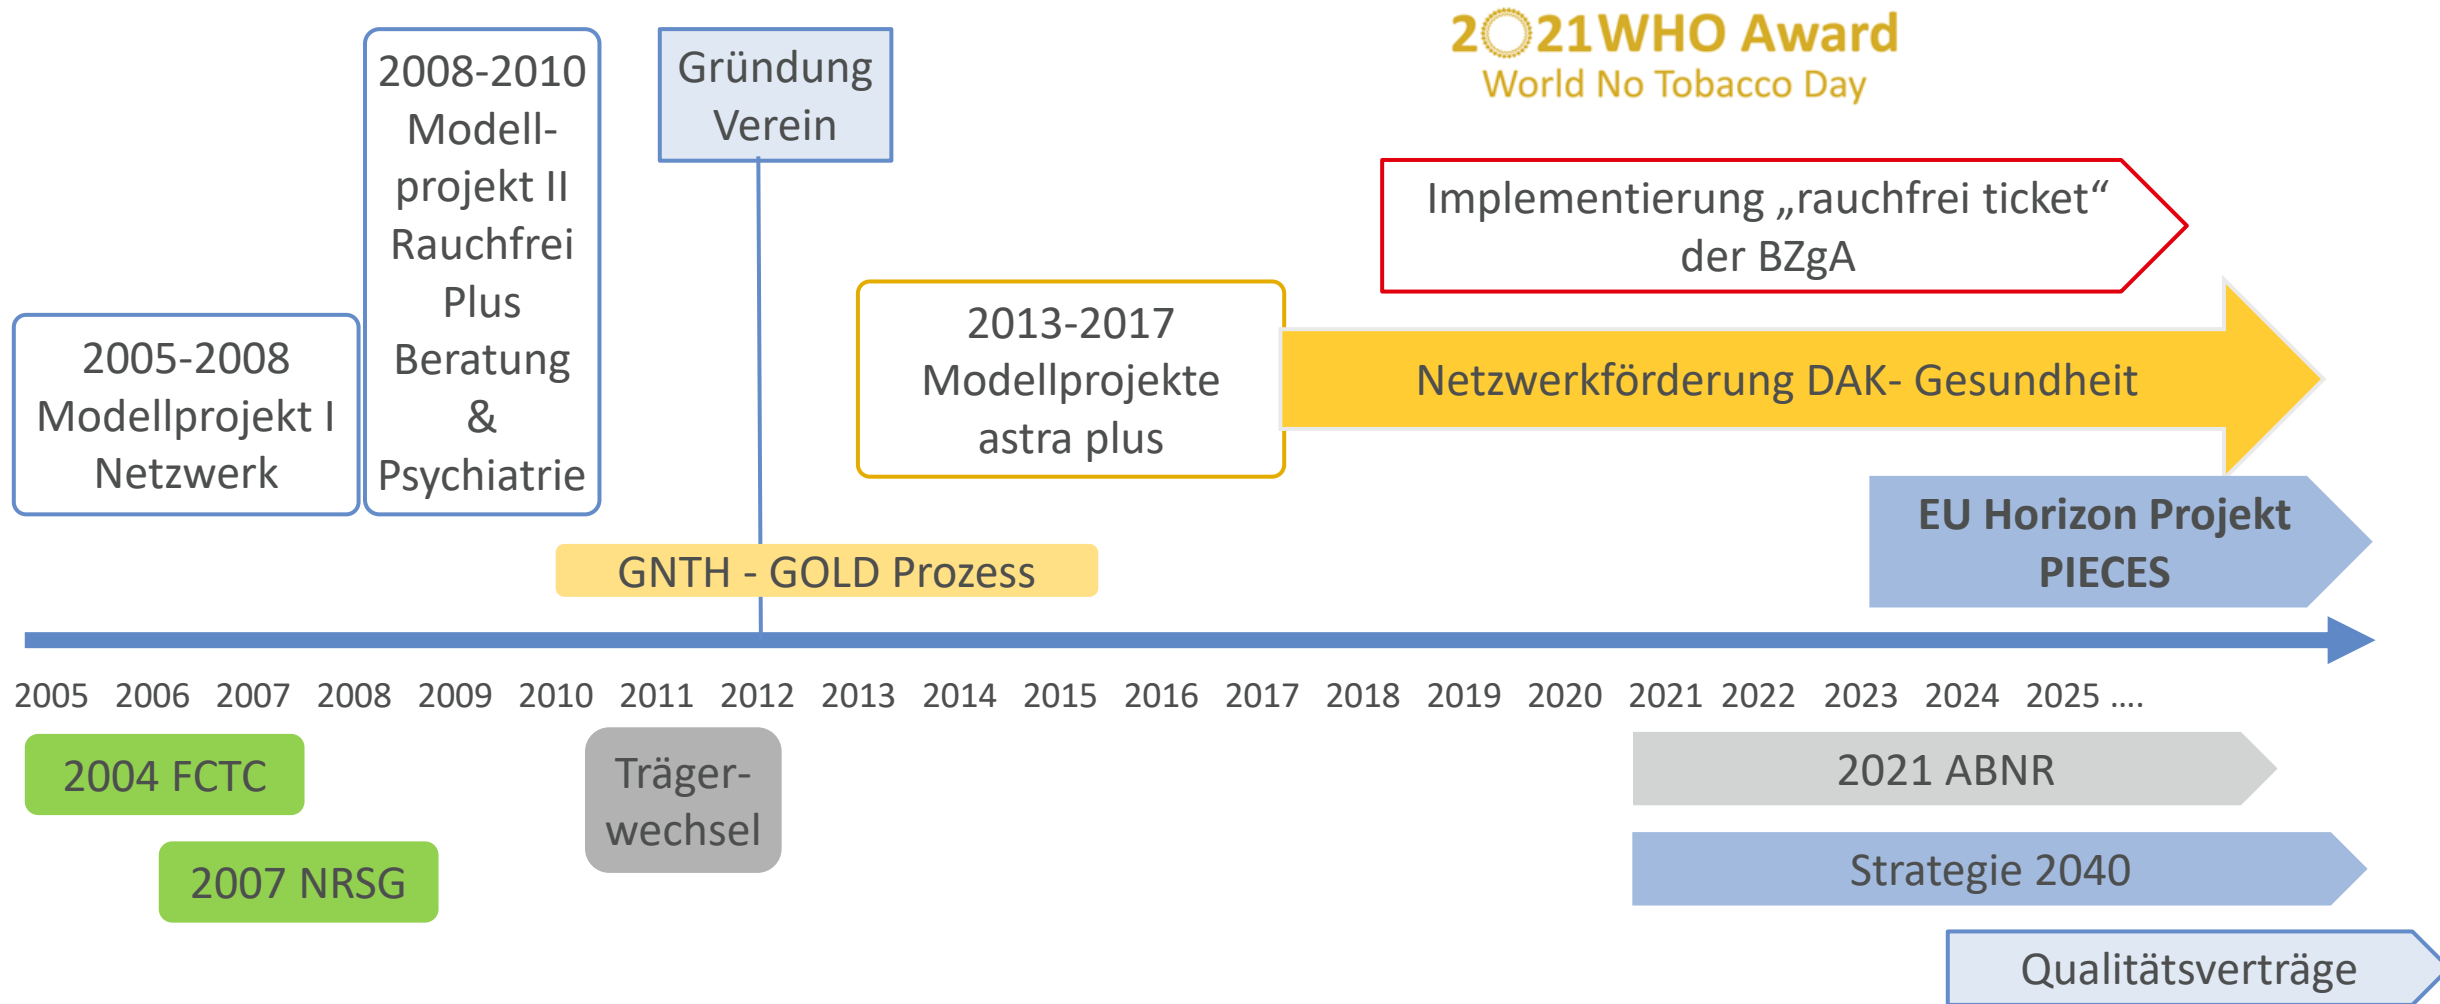 2021 WHO Award
World No Tobacco Day
2008-2010
Modell-
projekt II
Rauchfrei
Plus
Beratung
&
Psychiatrie
Gründung
Verein
Implementierung „rauchfrei ticket“
der BZgA
2005-2008
Modellprojekt I
Netzwerk
2013-2017
Modellprojekte
astra plus
Netzwerkförderung DAK- Gesundheit
EU Horizon Projekt
PIECES
GNTH - GOLD Prozess
2005 2006 2007 2008 2009 2010 2011 2012 2013 2014 2015 2016 2017 2018 2019 2020 2021 2022 2023 2024 2025 ....
2004 FCTC
2007 NRSG
Träger-
wechsel
2021 ABNR
Strategie 2040
Qualitätsverträge